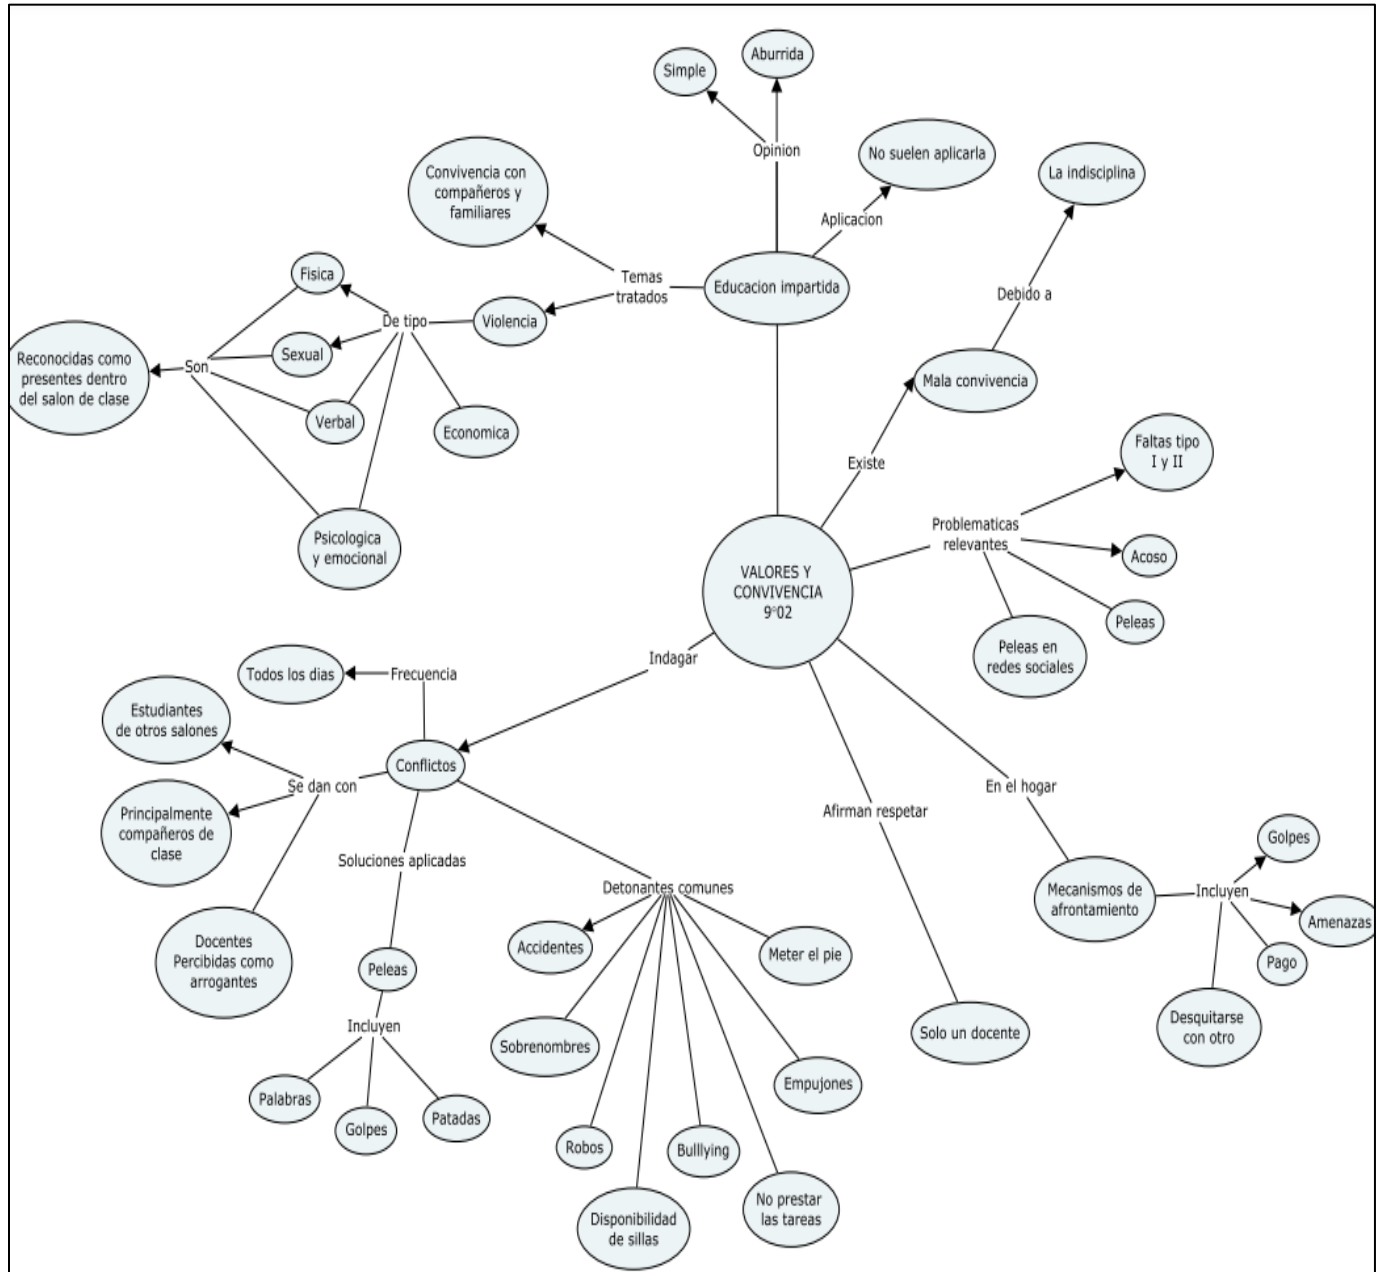 Aburrida
Simple
Opinion
No suelen aplicarla
La indisciplina
Convivencia con
compañeros y
familiares
Aplicacion
Fisica
Temas
tratados
Educacion impartida
Debido a
De tipo
Violencia
Sexual
Son
Reconocidas como
presentes dentro
del salon de clase
Verbal
Economica
Mala convivencia
Existe
Faltas tipo
I y II
Psicologica
y emocional
Problematicas
relevantes
Acoso
VALORES Y
CONVIVENCIA
9°02
Peleas
Peleas en
redes sociales
Indagar
Todos los dias
Frecuencia
Estudiantes
de otros salones
Conflictos
Se dan con
En el hogar
Principalmente
compañeros de
clase
Afirman respetar
Soluciones aplicadas
Golpes
Detonantes comunes
Mecanismos de
afrontamiento
Incluyen
Amenazas
Docentes
Percibidas como
arrogantes
Accidentes
Meter el pie
Pago
Peleas
Incluyen
Sobrenombres
Solo un docente
Desquitarse
con otro
Empujones
Palabras
Golpes
Patadas
Robos
Bulllying
No prestar
las tareas
Disponibilidad
de sillas